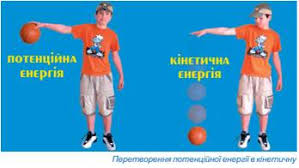 ПОТЕНЦІЙНА
ЕНЕРГІЯ
КІНЕТИЧНА
ЕНЕРГІЯ
Перетворення потенційної енергії в кінетичну